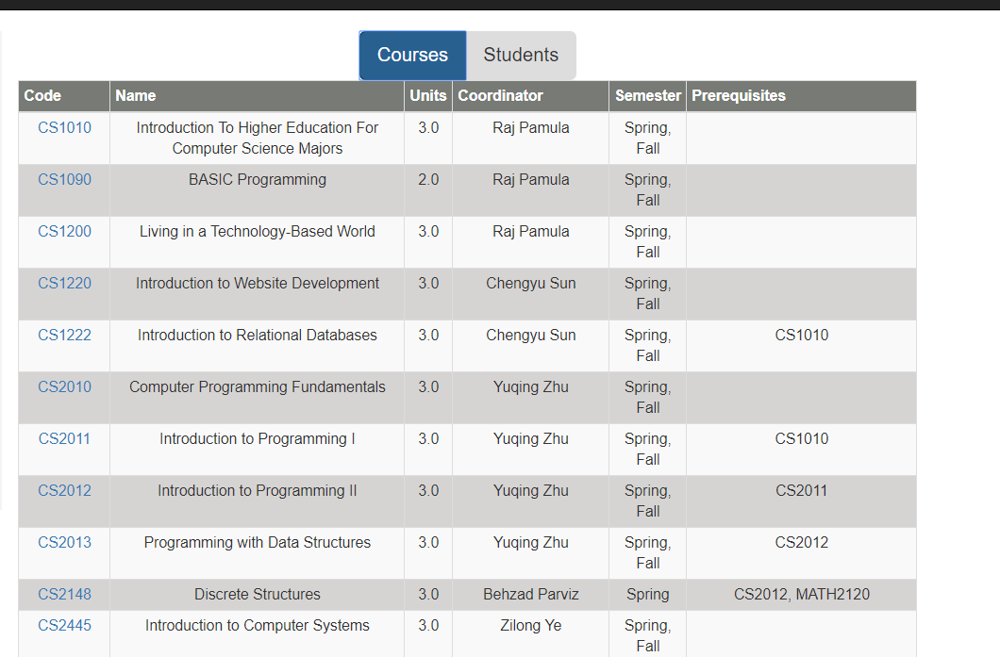 Courses Students
Code Name Units Coordinator Semester Prerequisites
CS1010 Introduction To Higher Education For 3.0 Raj Pamula Spring,
Computer Science Majors Fall
CS1090 BASIC Programming 2.0 Raj Pamula Spring,
Fall
CS1200 Living in a Technology-Based World 3.0 Raj Pamula Spring,
Fall
CS1220 Introduction to Website Development 3.0 Chengyu Sun Spring,
Fall
CS1222 Introduction to Relational Databases 3.0 Chengyu Sun Spring, CS1010
Fall
CS2010 Computer Programming Fundamentals 3.0 Yuqing Zhu Spring,
Fall
CS2011 Introduction to Programming I 3.0 Yuqing Zhu Spring, CS1010
Fall
CS2012 Introduction to Programming II 3.0 Yuqing Zhu Spring, CS2011
Fall
CS2013 Programming with Data Structures 3.0 Yuqing Zhu Spring, CS2012
Fall
CS2148 Discrete Structures 3.0 Behzad Parviz Spring CS2012, MATH2120
CS2445 Introduction to Computer Systems 3.0 Zilong Ye Spring,
Fall